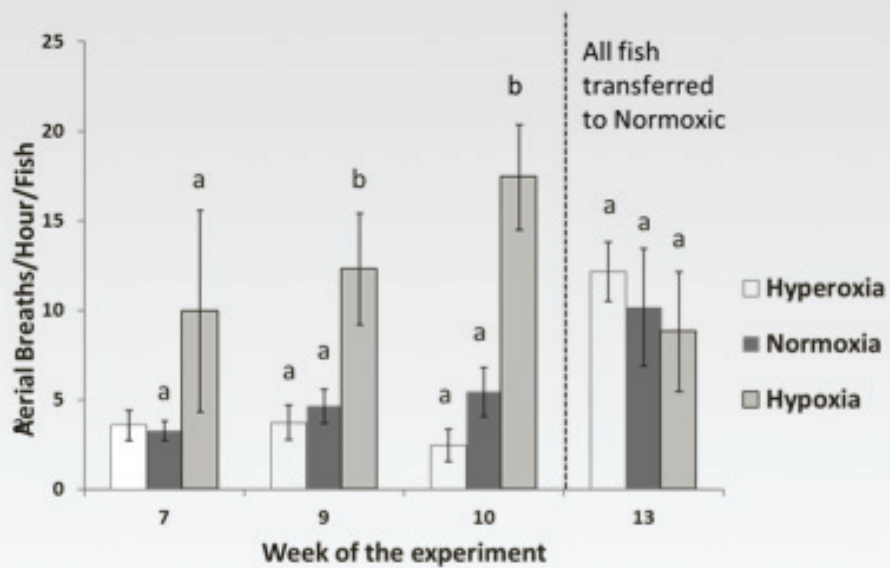 25
20
15
10
5
0
Aerial Breaths/Hour/Fish
a
a
a
a
b
a
a
b
a
a
a
All fish
transferred
to Normoxic
Hyperoxia
Normoxia
Hypoxia
7 9 10 13
Week of the experiment